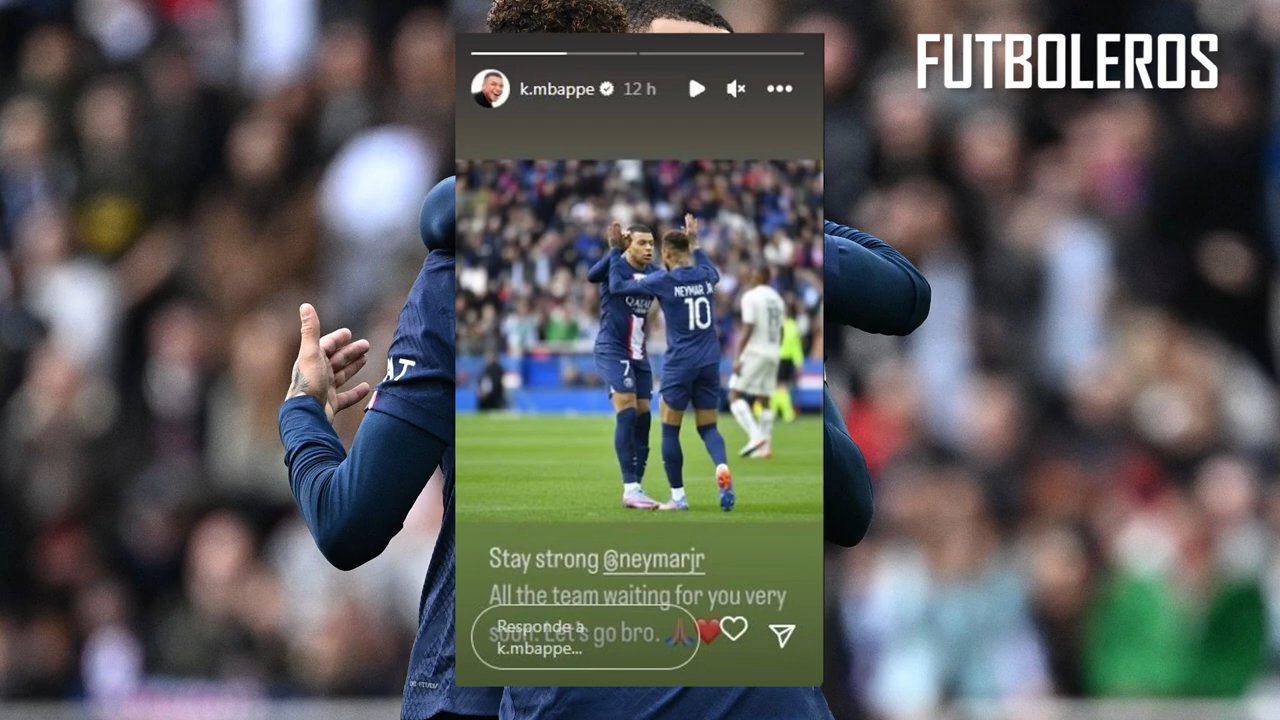 FUTBOLEROS
k.mbappe 12 h
QATAR
NEYMAR JR
10
7
Stay strong @neymarjr
All the team waiting for you very
soon. Let's go bro. 🙏🏾❤️
Responde a
k.mbappe...